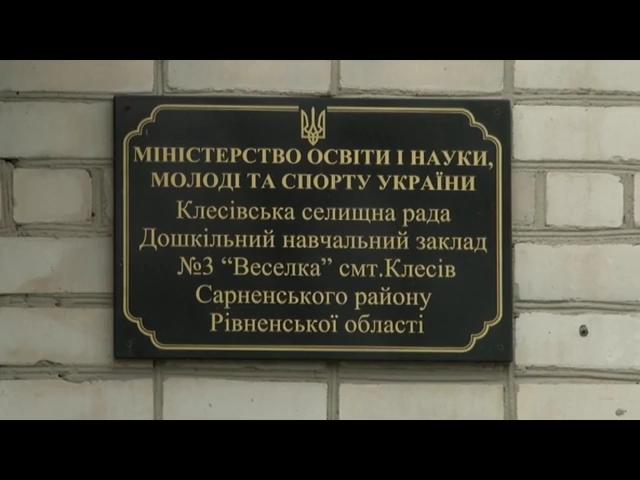 МІНІСТЕРСТВО ОСВІТИ І НАУКИ,
МОЛОДІ ТА СПОРТУ УКРАЇНИ
Клесівська селищна рада
Дошкільний навчальний заклад
№3 “Веселка” смт.Клесів
Сарненського району
Рівненської області